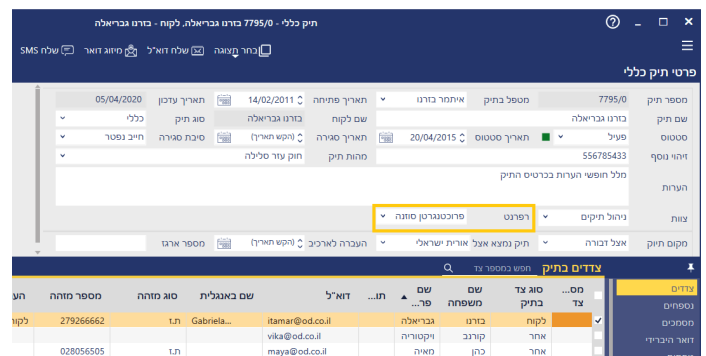 תיק כללי - 7795/0 בזרנו גבריאלה, לקוח - בזרנו גבריאלה
בחר תצוגה שלח דוא"ל מיזוג דואר שלח SMS
פרטי תיק כללי
מספר תיק 7795/0 מטפל בתיק איתמר בזרנו תאריך פתיחה 14/02/2011 תאריך עדכון 05/04/2020
שם תיק בזרנו גבריאלה שם לקוח בזרנו גבריאלה סוג תיק כללי
סטטוס פעיל תאריך סטטוס 20/04/2015 תאריך סגירה (הקש תאריך) סיבת סגירה חייב נפטר
זיהוי נוסף 556785433 מהות תיק חוק עזר סלילה
הערות מלל חופשי הערות בכרטיס התיק
צוות ניהול תיקים רפרנט פרוכטנגרטן סוזנה
מקום תיוק אצל דבורה תיק נמצא אצל אורית ישראלי העברה לארכיב (הקש תאריך) מספר ארגז
צדדים בתיק חפש במספר צד
צדדים
נספחים
מסמכים
דואר היברידי
מס... צד סוג צד בתיק שם משפחה שם פר... תו... דוא"ל שם באנגלית סוג מזהה מספר מזהה הע
לקוח בזרנו גבריאלה itamar@od.co.il Gabriela... ת.ז 279266662 לקוו
אחר קורנב ויקטוריה vika@od.co.il
אחר כהן מאיה maya@od.co.il ת.ז 028056505